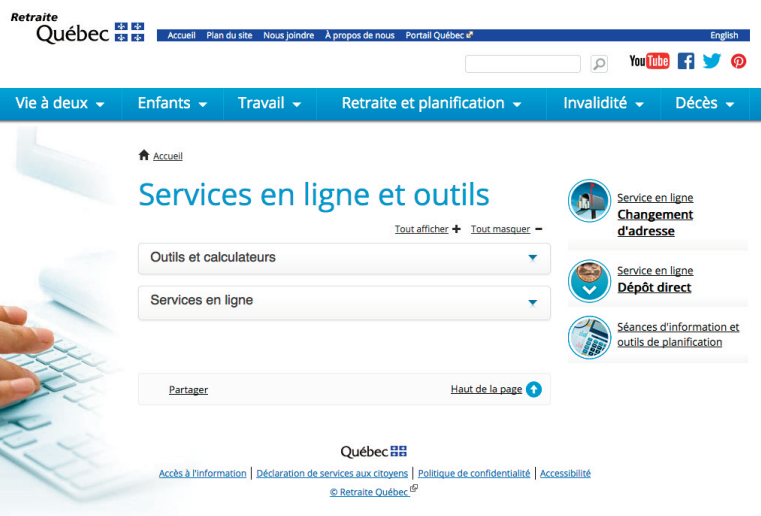 Retraite
Québec
Accueil Plan du site Nous joindre À propos de nous Portail Québec English
YouTube
Vie à deux Enfants Travail Retraite et planification Invalidité Décès
Accueil
Services en ligne et outils
Tout afficher Tout masquer
Outils et calculateurs
Services en ligne
Service en ligne
Changement
d'adresse
Service en ligne
Dépôt direct
Séances d'information et
outils de planification
Partager Haut de la page
Québec
Accès à l'information | Déclaration de services aux citoyens | Politique de confidentialité | Accessibilité
© Retraite Québec